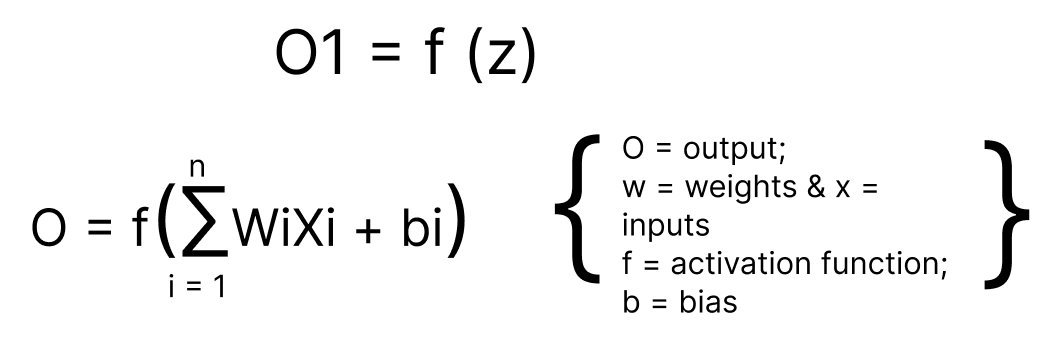 O1 = f (z)
n
O = f(∑WiXi + bi)
i = 1
{
O = output;
w = weights & x =
inputs
f = activation function;
b = bias
}